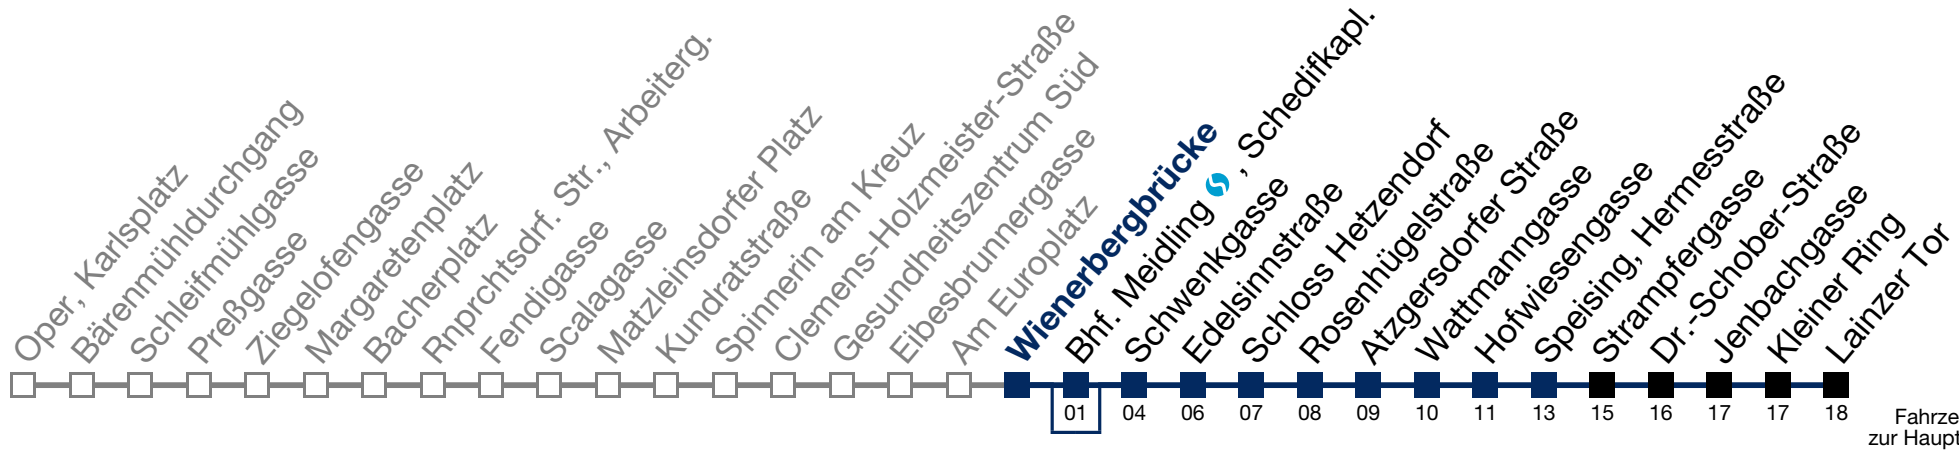 Oper, Karlsplatz
Bärenmühldurchgang
Schleifmühlgasse
Preßgasse
Ziegelofengasse
Margaretenplatz
Bacherplatz
Rnprchtsdrf. Str., Arbeiterg.
Fendigasse
Scalagasse
Matzleinsdorfer Platz
Kundratstraße
Spinnerin am Kreuz
Clemens-Holzmeister-Straße
Gesundheitszentrum Süd
Eibesbrunnergasse
Am Europlatz
Wienerbergbrücke
Bhf. Meidling , Schedifkapl.
Schwenkgasse
Edelsinnstraße
Schloss Hetzendorf
Rosenhügelstraße
Atzgersdorfer Straße
Wattmanngasse
Hofwiesengasse
Speising, Hermesstraße
Strampfergasse
Dr.-Schober-Straße
Jenbachgasse
Kleiner Ring
Lainzer Tor
01 04 06 07 08 09 10 11 13 15 16 17 17 18
Fahrze
zur Haupt